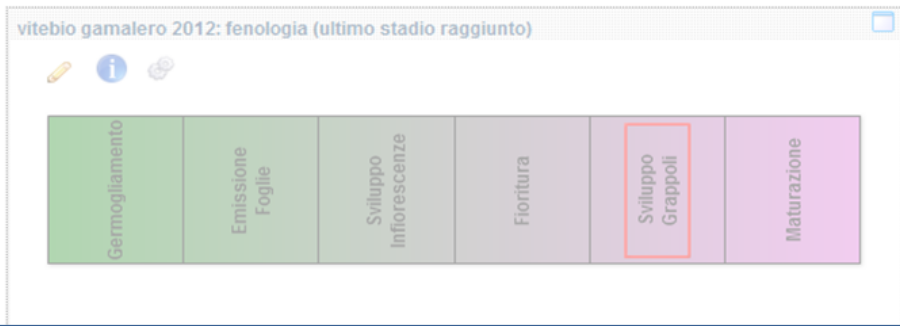 vitebio gamalero 2012: fenologia (ultimo stadio raggiunto)
Germogliamento
Emissione
Foglie
Sviluppo
Infiorescenze
Fioritura
Sviluppo
Grappoli
Maturazione